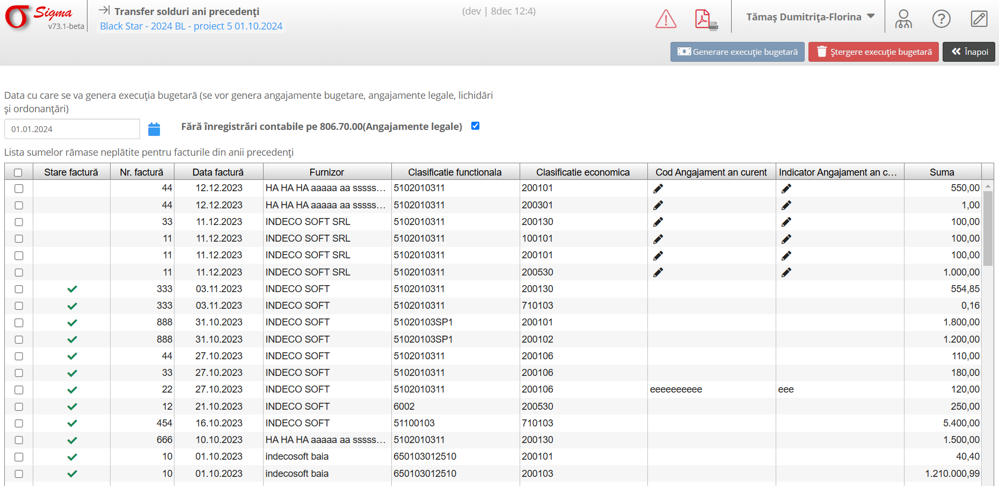 Sigma
v73.1-beta
Transfer solduri ani precedenți
Black Star - 2024 BL - proiect 5 01.10.2024
(dev | 8dec 12:4)
Tămaș Dumitrița-Florina
Generare execuție bugetară
Ștergere execuție bugetară
Înapoi
Data cu care se va genera execuția bugetară (se vor genera angajamente bugetare, angajamente legale, lichidări
și ordonanțări)
01.01.2024
Fără înregistrări contabile pe 806.70.00(Angajamente legale)
Lista sumelor rămase neplătite pentru facturile din anii precedenți
Stare factură Nr. factură Data factură Furnizor Clasificatie functionala Clasificatie economica Cod Angajament an curent Indicator Angajament an c... Suma
44 12.12.2023 HA HA HA aaaaa aa sssss... 5102010311 200101 550,00
44 12.12.2023 HA HA HA aaaaa aa sssss... 5102010311 200301 1,00
33 11.12.2023 INDECO SOFT SRL 5102010311 200130 100,00
11 11.12.2023 INDECO SOFT SRL 5102010311 100101 100,00
11 11.12.2023 INDECO SOFT SRL 5102010311 200101 100,00
11 11.12.2023 INDECO SOFT SRL 5102010311 200530 1.000,00
333 03.11.2023 INDECO SOFT 5102010311 200130 554,85
333 03.11.2023 INDECO SOFT 5102010311 710103 0,16
888 31.10.2023 INDECO SOFT 51020103SP1 200101 1.800,00
888 31.10.2023 INDECO SOFT 51020103SP1 200102 1.200,00
44 27.10.2023 INDECO SOFT 5102010311 200106 110,00
33 27.10.2023 INDECO SOFT 5102010311 200106 180,00
22 27.10.2023 INDECO SOFT 5102010311 200106 eeeeeeeeee eee 120,00
12 21.10.2023 INDECO SOFT 6002 200530 250,00
454 16.10.2023 INDECO SOFT 51100103 710103 5.400,00
666 10.10.2023 HA HA HA aaaaa aa sssss... 5102010311 200130 1.500,00
10 01.10.2023 indecosoft baia 650103012510 200101 40,40
10 01.10.2023 indecosoft baia 650103012510 200103 1.210.000,99